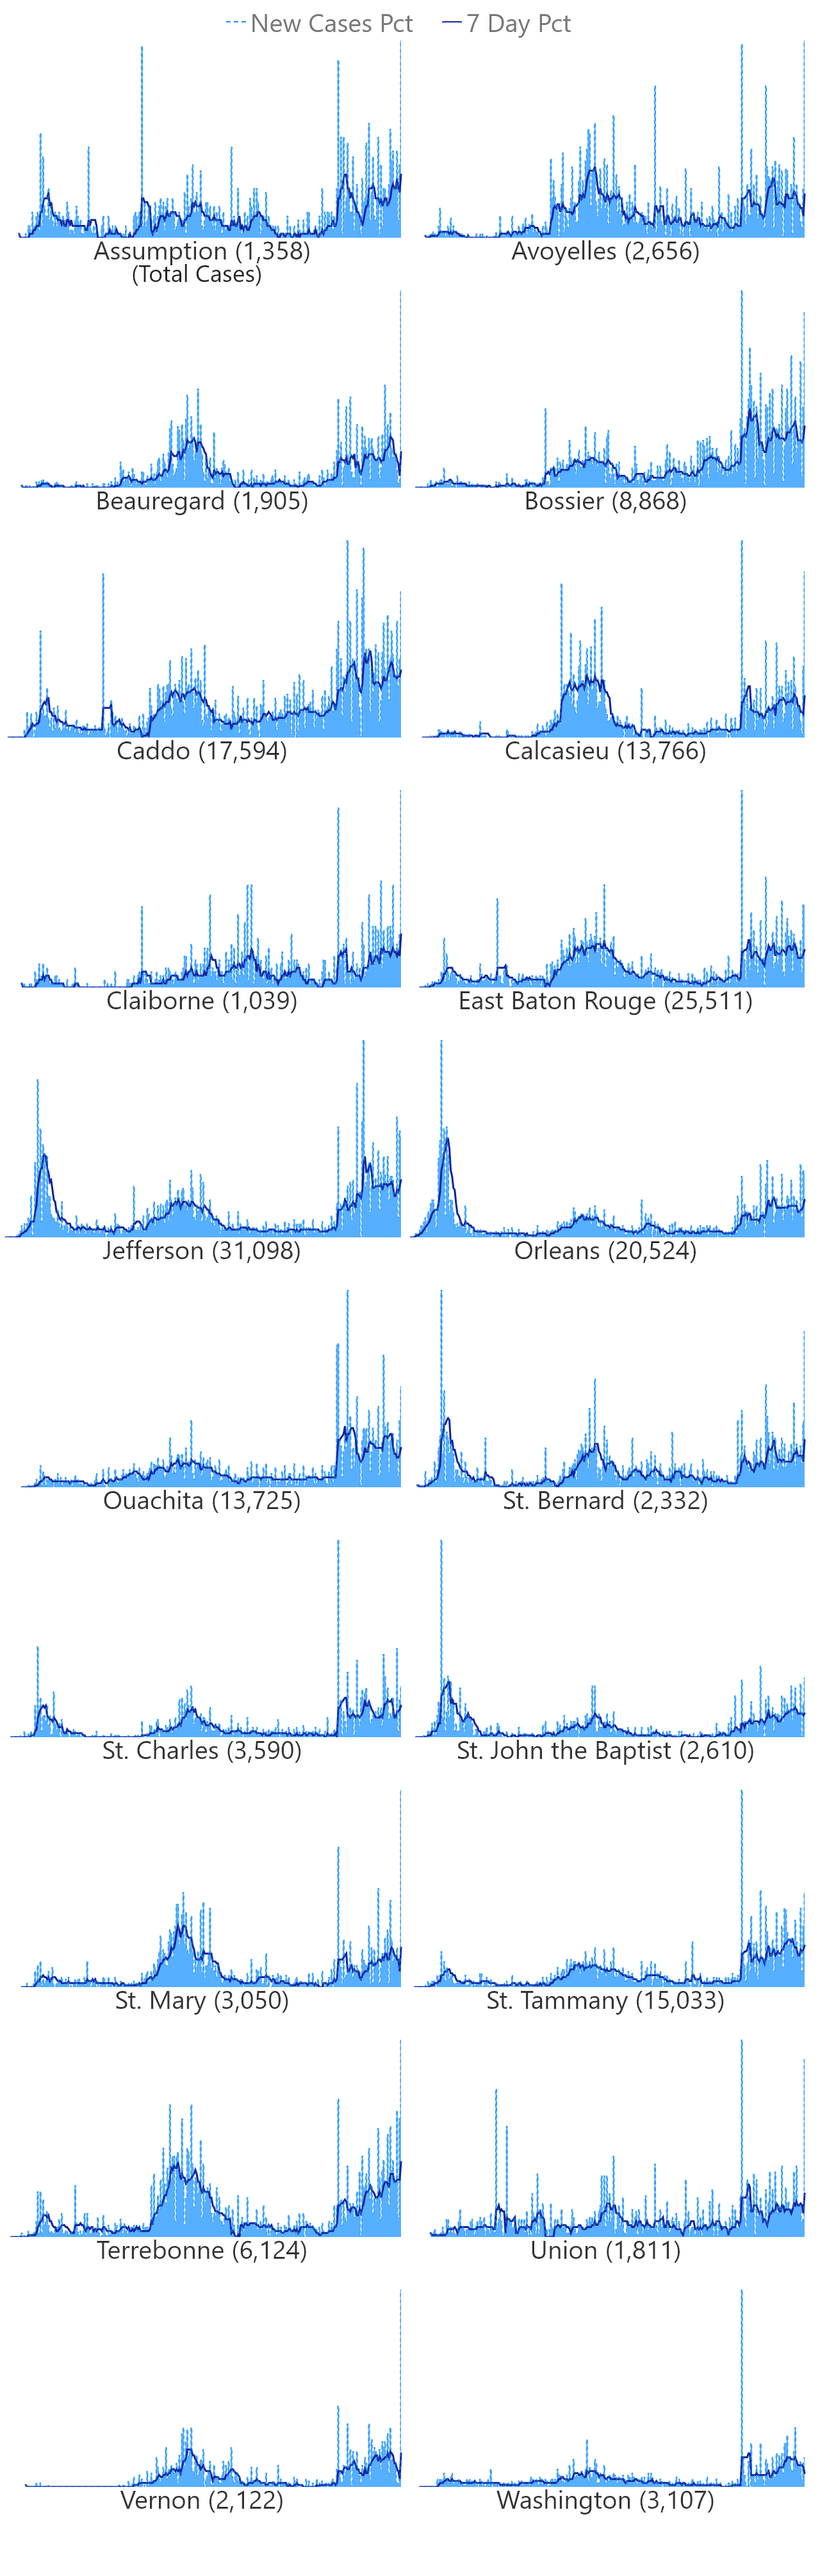 New Cases Pct 7 Day Pct
Assumption (1,358) Avoyelles (2,656)
(Total Cases)
Beauregard (1,905) Bossier (8,868)
Caddo (17,594) Calcasieu (13,766)
Claiborne (1,039) East Baton Rouge (25,511)
Jefferson (31,098) Orleans (20,524)
Ouachita (13,725) St. Bernard (2,332)
St. Charles (3,590) St. John the Baptist (2,610)
St. Mary (3,050) St. Tammany (15,033)
Terrebonne (6,124) Union (1,811)
Vernon (2,122) Washington (3,107)